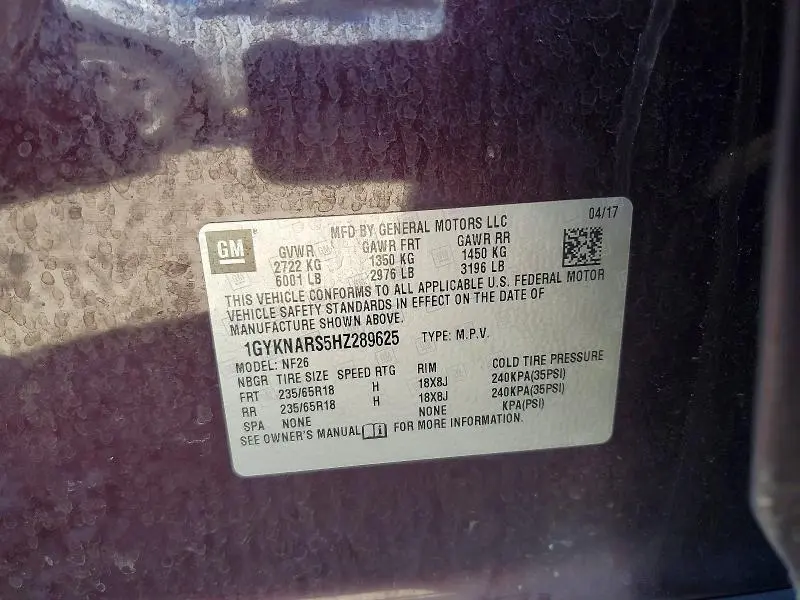 04/17
GM
MFD BY GENERAL MOTORS LLC
GVWR GAWR FRT GAWR RR
2722 KG 1350 KG 1450 KG
6001 LB 2976 LB 3196 LB
THIS VEHICLE CONFORMS TO ALL APPLICABLE U.S. FEDERAL MOTOR
VEHICLE SAFETY STANDARDS IN EFFECT ON THE DATE OF
MANUFACTURE SHOWN ABOVE.
1GYKNARS5HZ289625 TYPE: M.P.V.
MODEL: NF26
NBGR TIRE SIZE SPEED RTG RIM COLD TIRE PRESSURE
FRT 235/65R18 H 18X8J 240KPA(35PSI)
RR 235/65R18 H 18X8J 240KPA(35PSI)
SPA NONE NONE KPA(PSI)
SEE OWNER'S MANUAL FOR MORE INFORMATION.